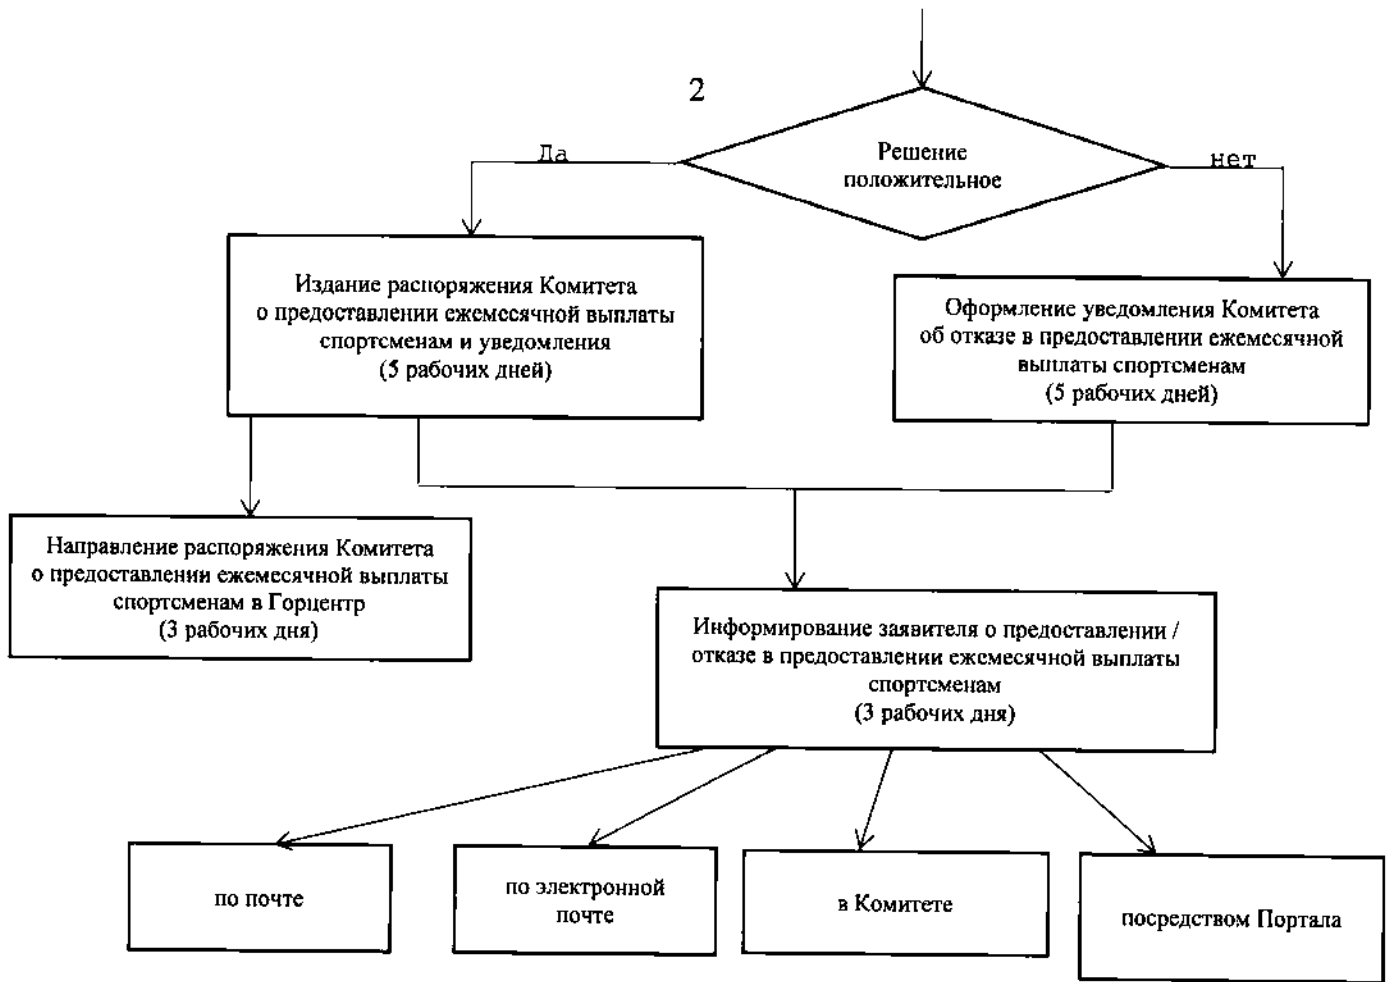 2
Решение
положительное
Да
нет
Издание распоряжения Комитета
о предоставлении ежемесячной выплаты
спортсменам и уведомления
(5 рабочих дней)
Оформление уведомления Комитета
об отказе в предоставлении ежемесячной
выплаты спортсменам
(5 рабочих дней)
Направление распоряжения Комитета
о предоставлении ежемесячной выплаты
спортсменам в Горцентр
(3 рабочих дня)
Информирование заявителя о предоставлении /
отказе в предоставлении ежемесячной выплаты
спортсменам
(3 рабочих дня)
по почте
по электронной
почте
в Комитете
посредством Портала